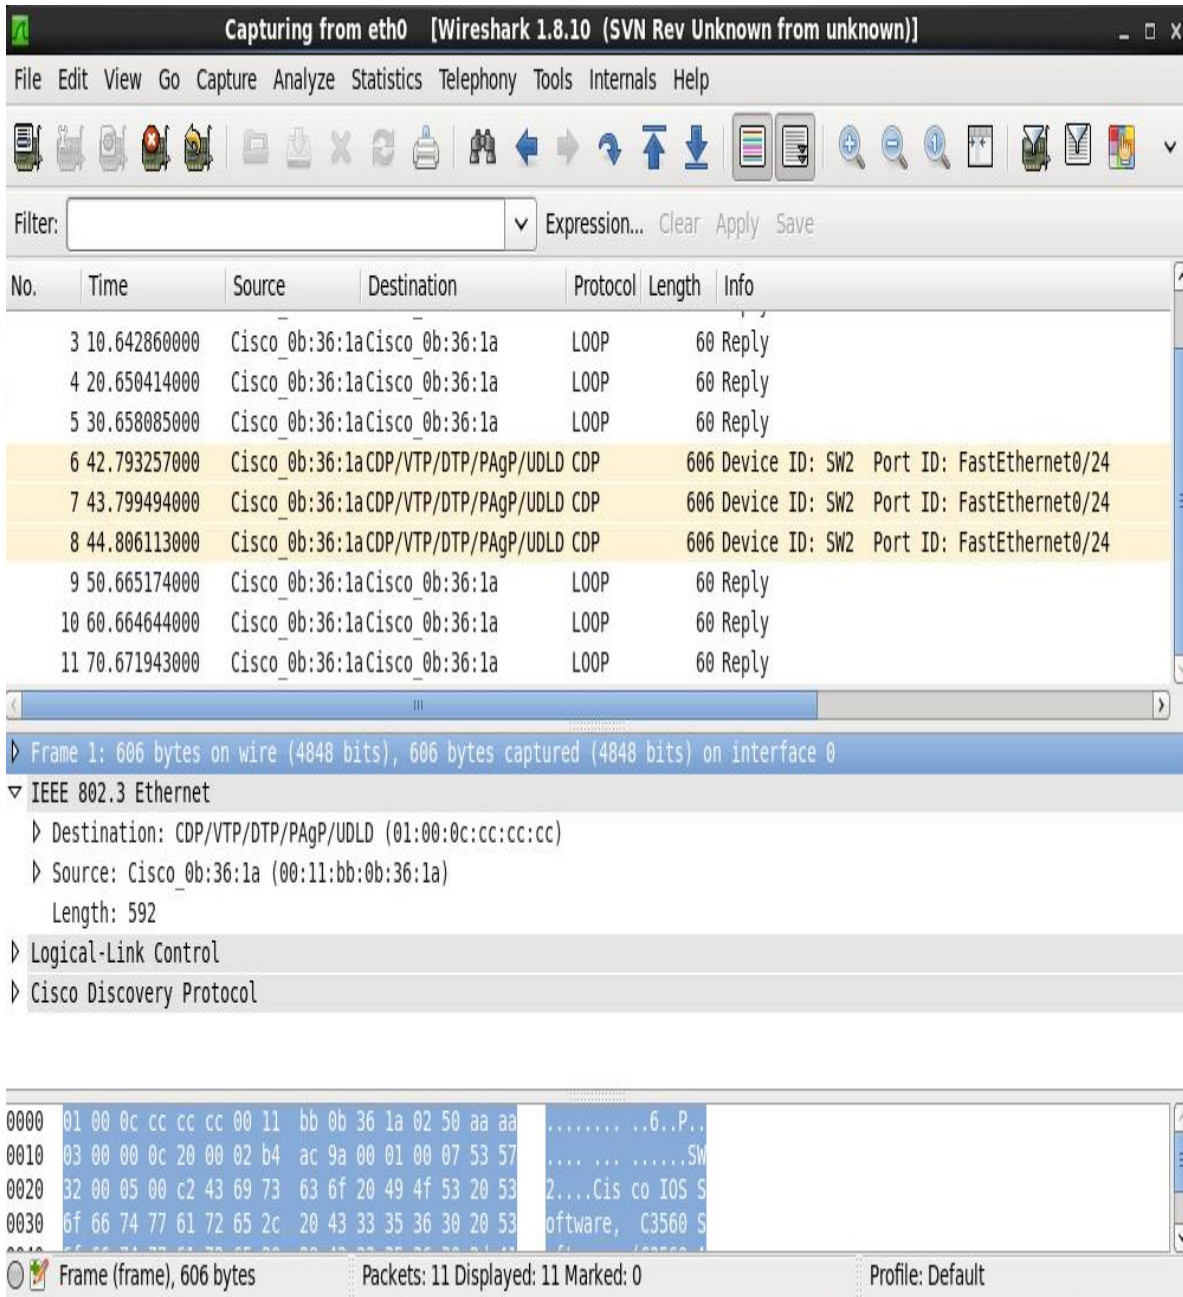 Capturing from eth0 [Wireshark 1.8.10 (SVN Rev Unknown from unknown)]
File Edit View Go Capture Analyze Statistics Telephony Tools Internals Help
Filter: Expression... Clear Apply Save
No. Time Source Destination Protocol Length Info
3 10.642860000 Cisco_0b:36:1a Cisco_0b:36:1a LOOP 60 Reply
4 20.650414000 Cisco_0b:36:1a Cisco_0b:36:1a LOOP 60 Reply
5 30.658085000 Cisco_0b:36:1a Cisco_0b:36:1a LOOP 60 Reply
6 42.793257000 Cisco_0b:36:1a CDP/VTP/DTP/PAgP/UDLD CDP 606 Device ID: SW2 Port ID: FastEthernet0/24
7 43.799494000 Cisco_0b:36:1a CDP/VTP/DTP/PAgP/UDLD CDP 606 Device ID: SW2 Port ID: FastEthernet0/24
8 44.806113000 Cisco_0b:36:1a CDP/VTP/DTP/PAgP/UDLD CDP 606 Device ID: SW2 Port ID: FastEthernet0/24
9 50.665174000 Cisco_0b:36:1a Cisco_0b:36:1a LOOP 60 Reply
10 60.664644000 Cisco_0b:36:1a Cisco_0b:36:1a LOOP 60 Reply
11 70.671943000 Cisco_0b:36:1a Cisco_0b:36:1a LOOP 60 Reply
Frame 1: 606 bytes on wire (4848 bits), 606 bytes captured (4848 bits) on interface 0
IEEE 802.3 Ethernet
Destination: CDP/VTP/DTP/PAgP/UDLD (01:00:0c:cc:cc:cc)
Source: Cisco_0b:36:1a (00:11:bb:0b:36:1a)
Length: 592
Logical-Link Control
Cisco Discovery Protocol
0000 01 00 0c cc cc cc 00 11 bb 0b 36 1a 02 50 aa aa ........ ..6..P..
0010 03 00 00 0c 20 00 02 b4 ac 9a 00 01 00 07 53 57 .... ... ......SW
0020 32 00 05 00 c2 43 69 73 63 6f 20 49 4f 53 20 53 2....Cis co IOS S
0030 6f 66 74 77 61 72 65 2c 20 43 33 35 36 30 20 53 oftware, C3560 S
Frame (frame), 606 bytes Packets: 11 Displayed: 11 Marked: 0 Profile: Default